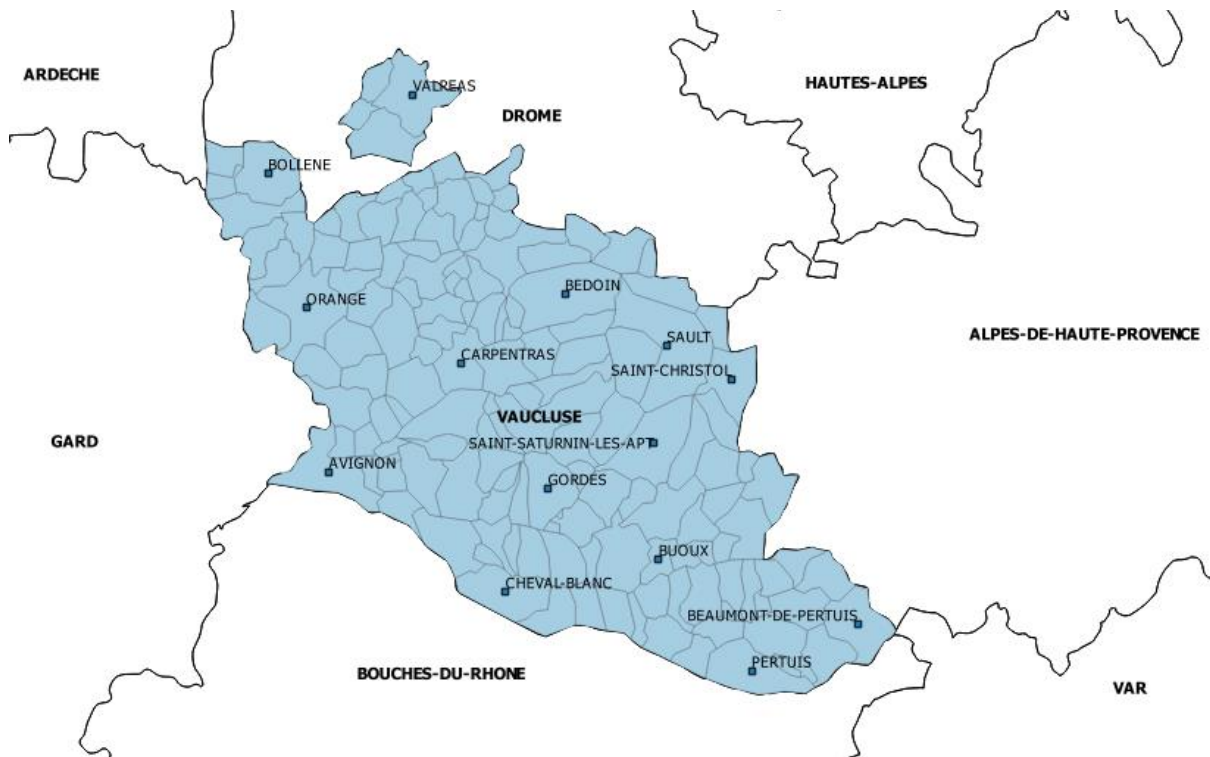 ARDECHE
VALREAS
HAUTES-ALPES
DROME
BOLLENE
BEDOIN
ORANGE
ALPES-DE-HAUTE-PROVENCE
SAULT
CARPENTRAS
SAINT-CHRISTOL
VAUCLUSE
GARD
SAINT-SATURNIN-LES-APT
AVIGNON
GORDES
BUOUX
CHEVAL-BLANC
BEAUMONT-DE-PERTUIS
PERTUIS
BOUCHES-DU-RHONE
VAR